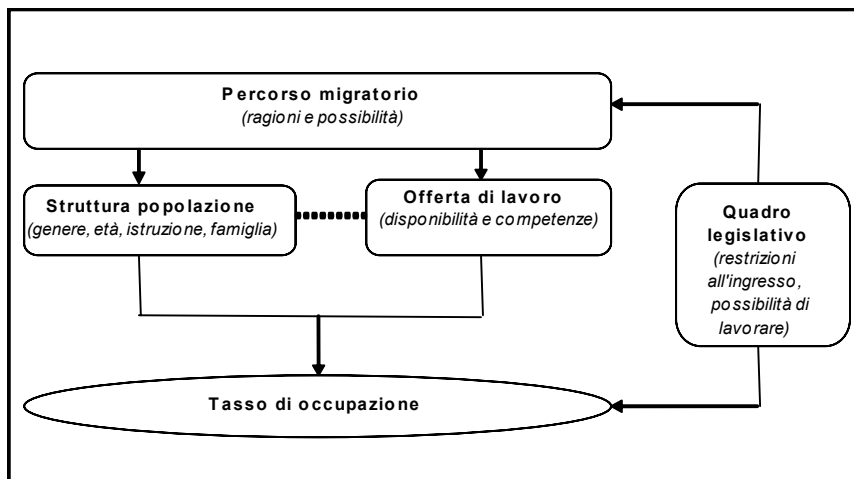 Percorso migratorio
(ragioni e possibilità)
Struttura popolazione
(genere, età, istruzione, famiglia)
Offerta di lavoro
(disponibilità e competenze)
Quadro
legislativo
(restrizioni
all'ingresso,
possibilità di
lavorare)
Tasso di occupazione